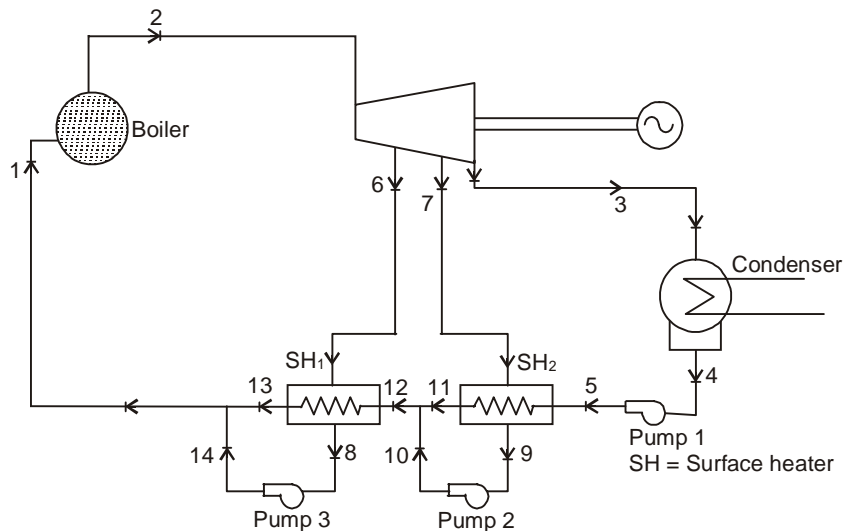 2
Boiler
1
6
7
3
Condenser
SH₁
SH₂
4
13
12
11
5
14
8
10
9
Pump 1
SH = Surface heater
Pump 3
Pump 2